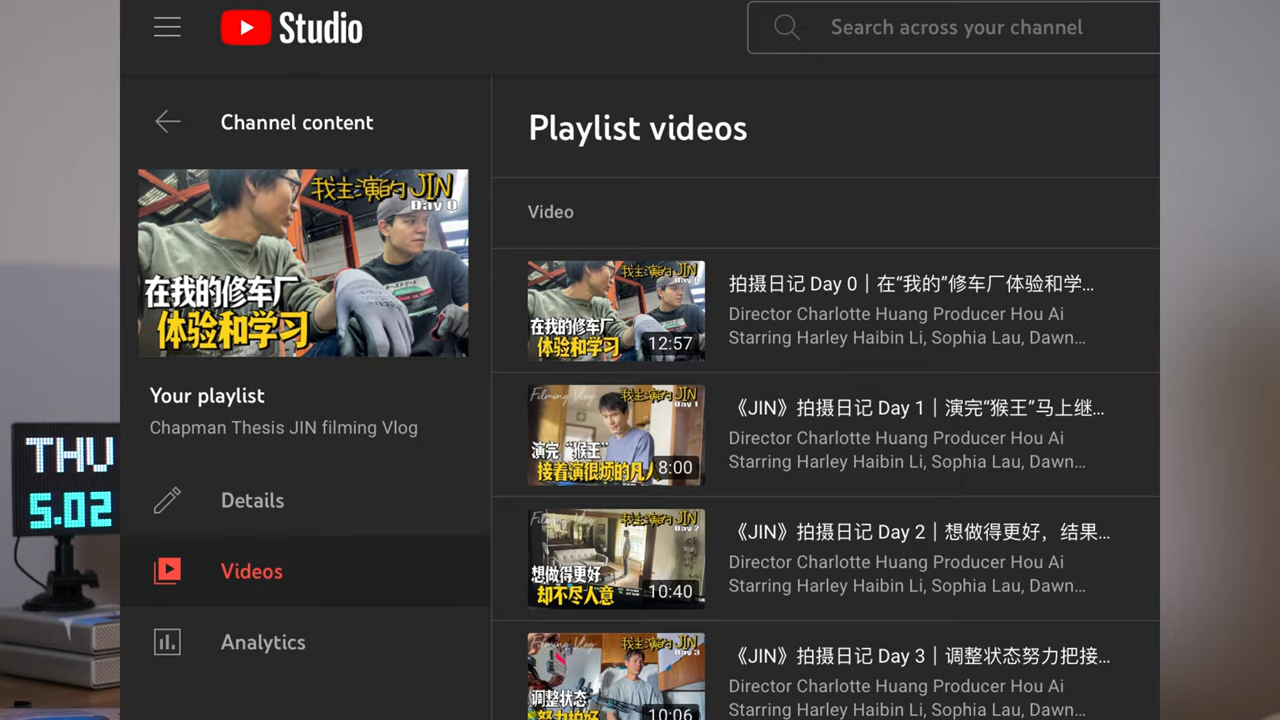 Studio
Search across your channel
Channel content
Playlist videos
我主演的JIN
Day 0
在我的修车厂
体验和学习
Video
我主演的JIN
在我的修车厂
体验和学习
12:57
拍摄日记 Day 0｜在“我的”修车厂体验和学...
Director Charlotte Huang Producer Hou Ai
Starring Harley Haibin Li, Sophia Lau, Dawn...
Your playlist
Chapman Thesis JIN filming Vlog
Filming Vlog
我主演的JIN
Day 1
演完“猴王”
接着演很烦的凡人
8:00
《JIN》拍摄日记 Day 1｜演完“猴王”马上继...
Director Charlotte Huang Producer Hou Ai
Starring Harley Haibin Li, Sophia Lau, Dawn...
THU
5.02
Details
Filming Vlog
我主演的JIN
Day 2
想做得更好
却不尽人意
10:40
《JIN》拍摄日记 Day 2｜想做得更好，结果...
Director Charlotte Huang Producer Hou Ai
Starring Harley Haibin Li, Sophia Lau, Dawn...
Videos
Analytics
Filming Vlog
我主演的JIN
Day 3
调整状态
努力拍好
10:06
《JIN》拍摄日记 Day 3｜调整状态努力把接...
Director Charlotte Huang Producer Hou Ai
Starring Harley Haibin Li, Sophia Lau, Dawn...